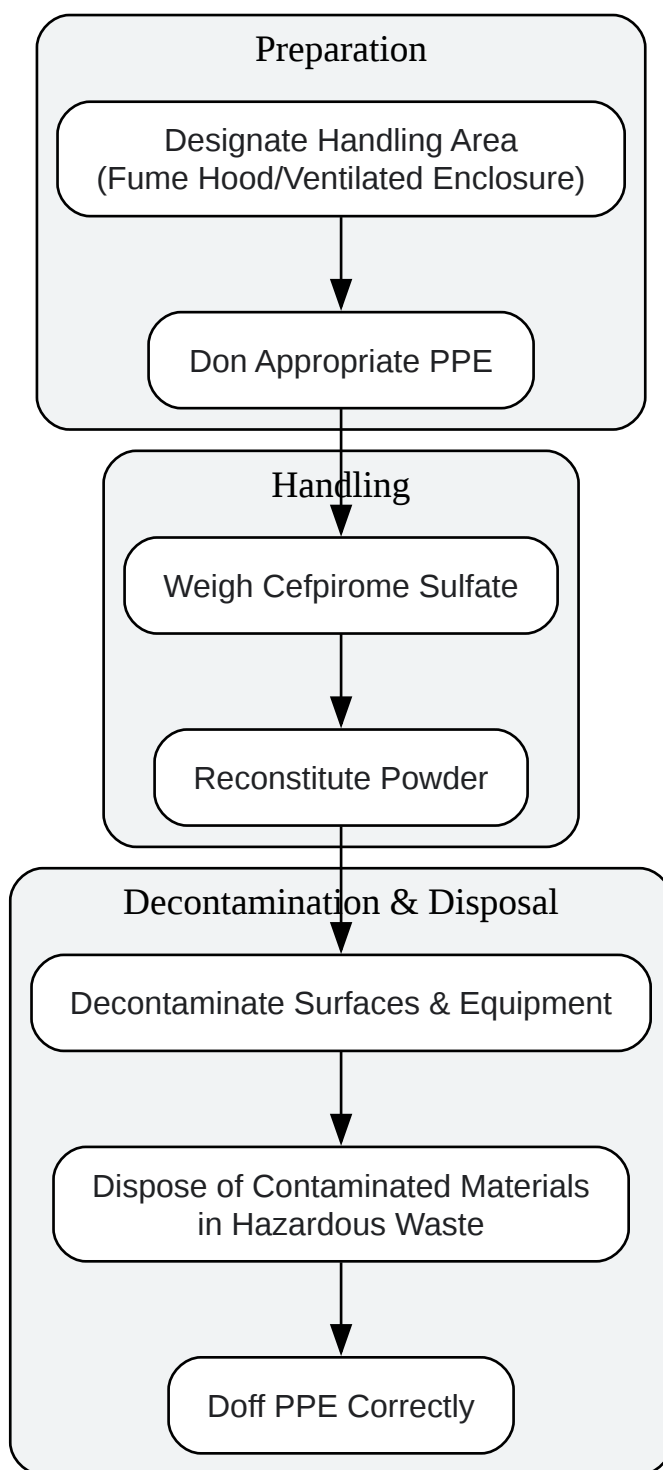 Preparation
Designate Handling Area
(Fume Hood/Ventilated Enclosure)
Don Appropriate PPE
Handling
Weigh Cefpirome Sulfate
Reconstitute Powder
Decontamination & Disposal
Decontaminate Surfaces & Equipment
Dispose of Contaminated Materials
in Hazardous Waste
Doff PPE Correctly